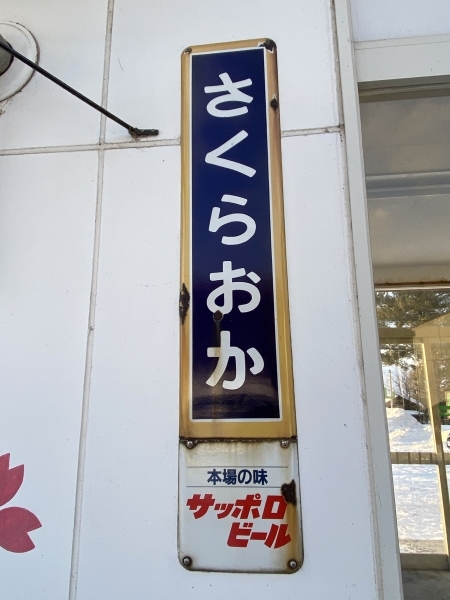 さくらおか
本場の味
サッポロ
ビール